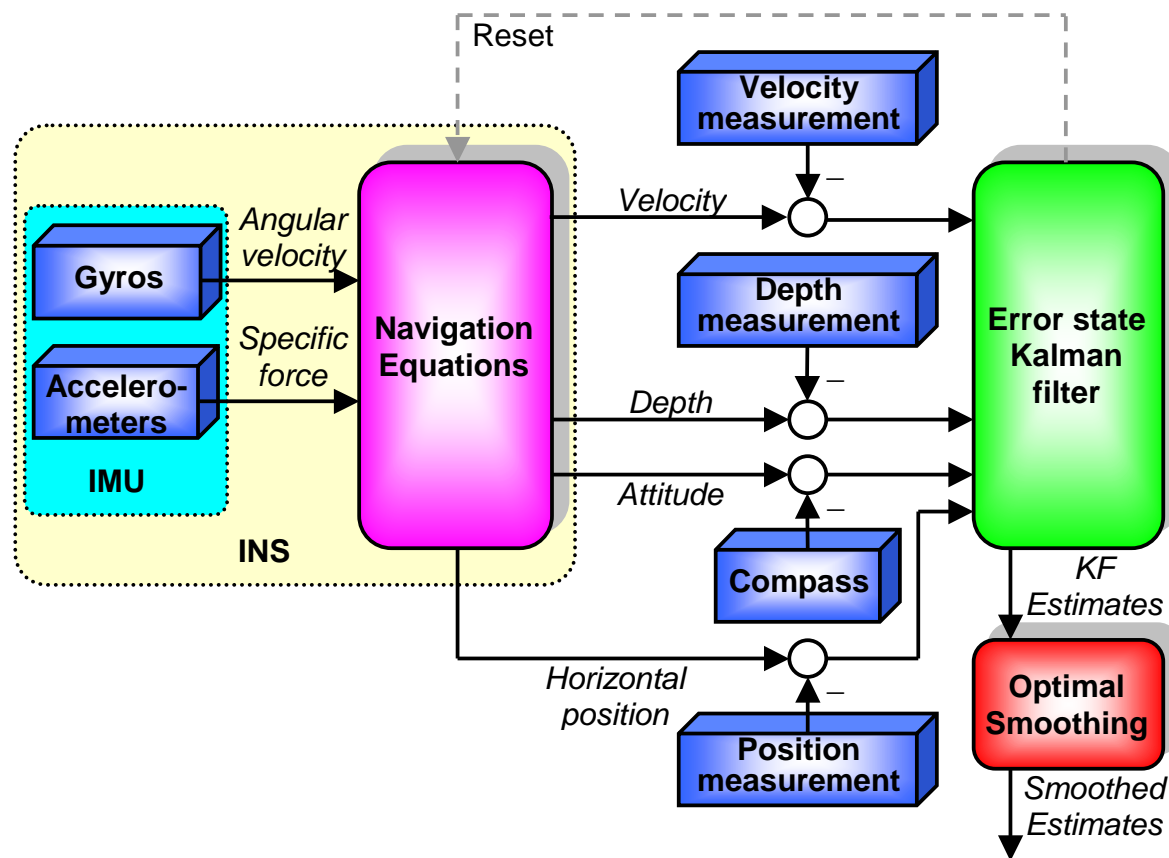 Reset
Velocity
measurement
–
Velocity
Angular
velocity
Gyros
Depth
measurement
Navigation
Equations
Error state
Kalman
filter
Specific
force
Accelero-
meters
–
Depth
IMU
Attitude
–
INS
Compass
KF
Estimates
Horizontal
position
–
Optimal
Smoothing
Position
measurement
Smoothed
Estimates